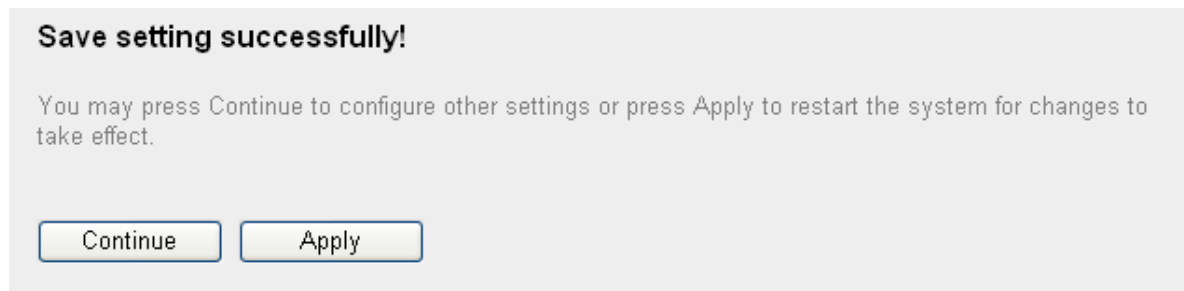 Save setting successfully!
You may press Continue to configure other settings or press Apply to restart the system for changes to
take effect.
Continue
Apply